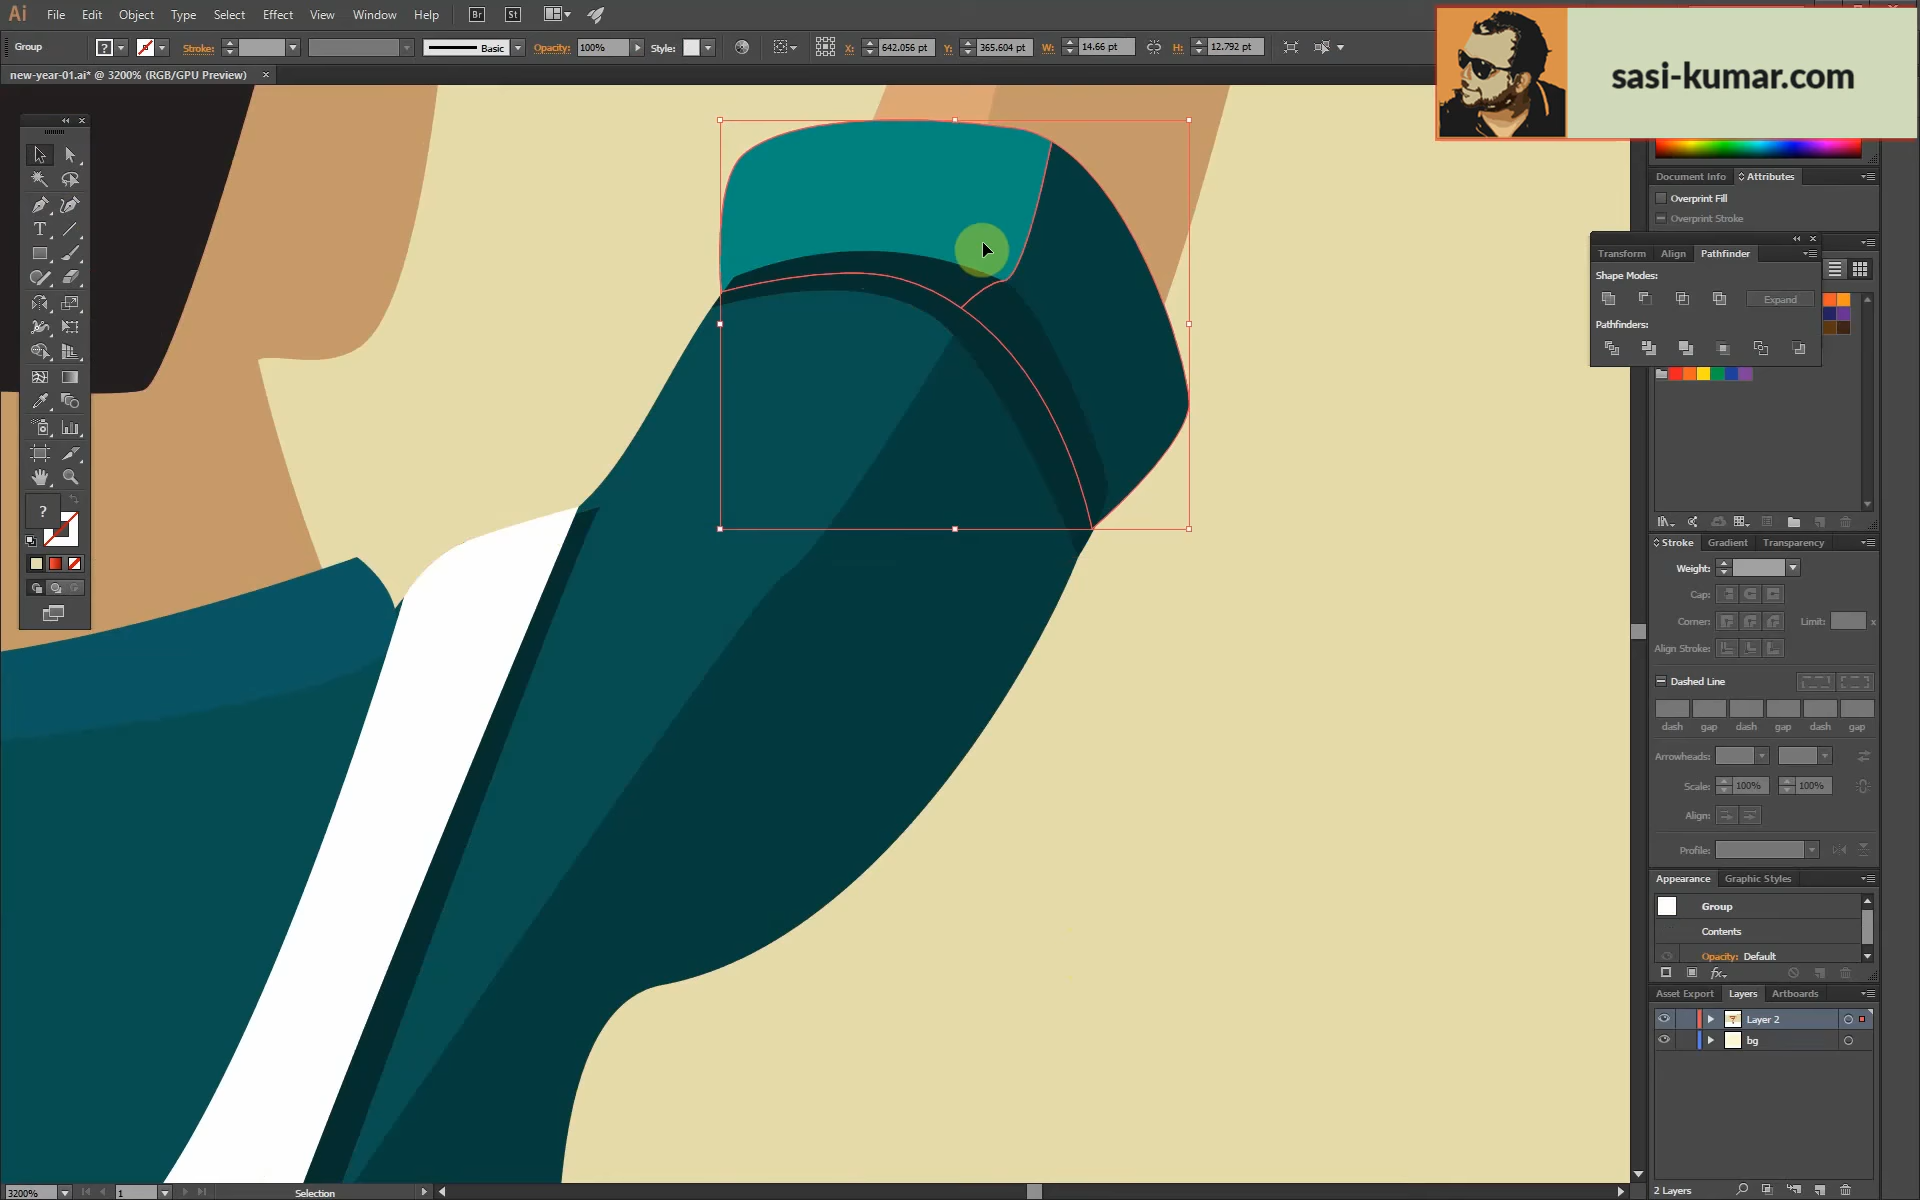 Ai File Edit Object Type Select Effect View Window Help Br St
Group Stroke: Basic Opacity: 100% Style: X: 642.056 pt Y: 365.604 pt W: 14.66 pt H: 12.792 pt
sasi-kumar.com
new-year-01.ai* @ 3200% (RGB/GPU Preview) ×
Document Info Attributes
Overprint Fill
Overprint Stroke
Transform Align Pathfinder
Shape Modes:
Expand
Pathfinders:
T
?
Stroke Gradient Transparency
Weight:
Cap:
Corner: Limit: x
Align Stroke:
Dashed Line
dash gap dash gap dash gap
Arrowheads:
Scale: 100% 100%
Align:
Profile:
Appearance Graphic Styles
Group
Contents
Opacity: Default
fx
Asset Export Layers Artboards
Layer 2
bg
3200% 1 Selection 2 Layers